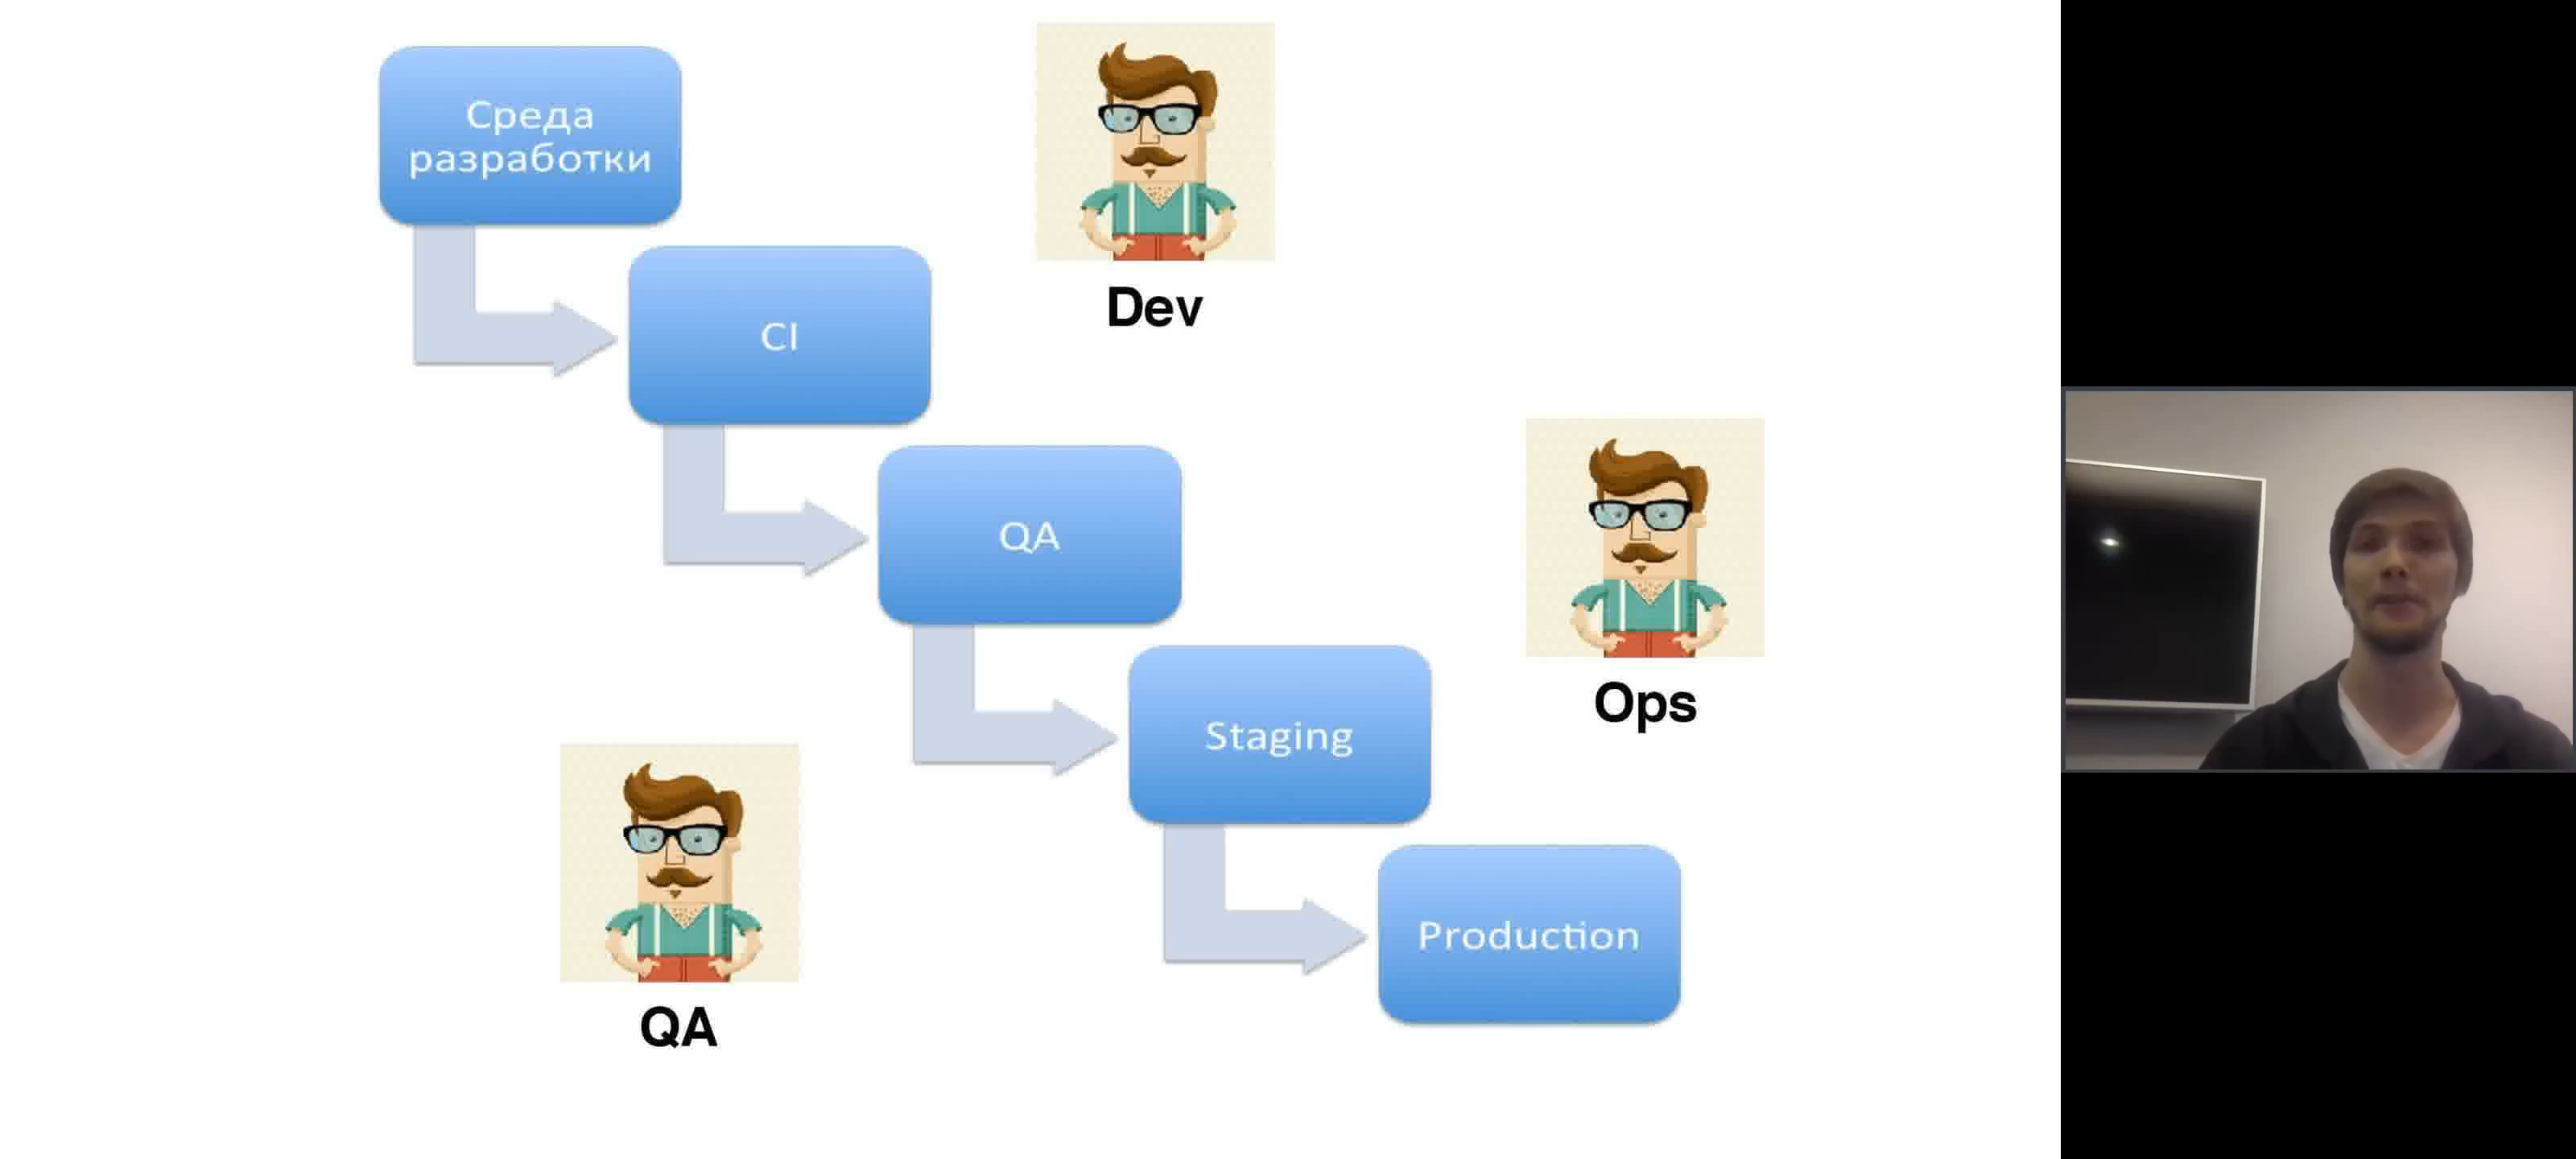 Среда
разработки
Dev
CI
QA
Ops
Staging
Production
QA